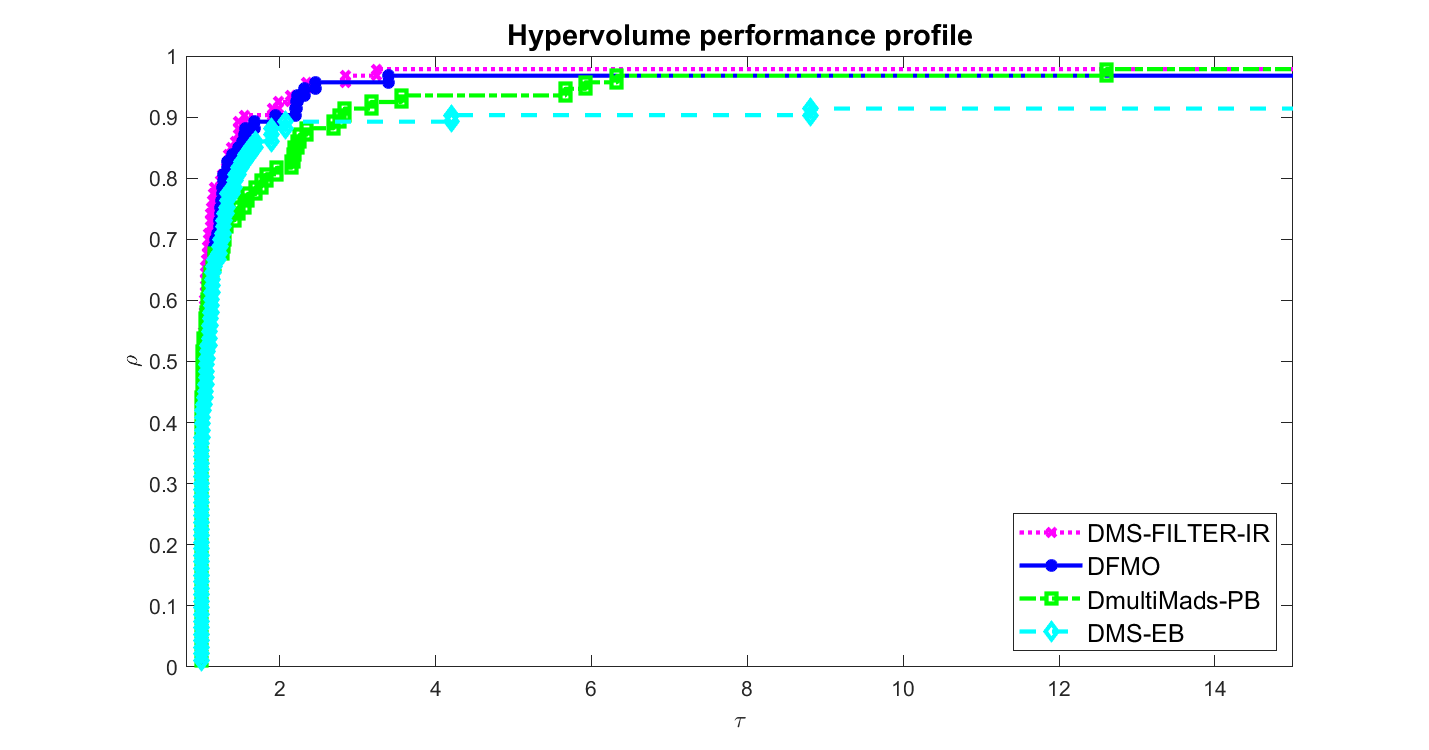 Hypervolume performance profile
1
0.9
0.8
0.7
0.6
0.5
0.4
0.3
0.2
0.1
0
ρ
2 4 6 8 10 12 14
τ
DMS-FILTER-IR
DFMO
DmultiMads-PB
DMS-EB